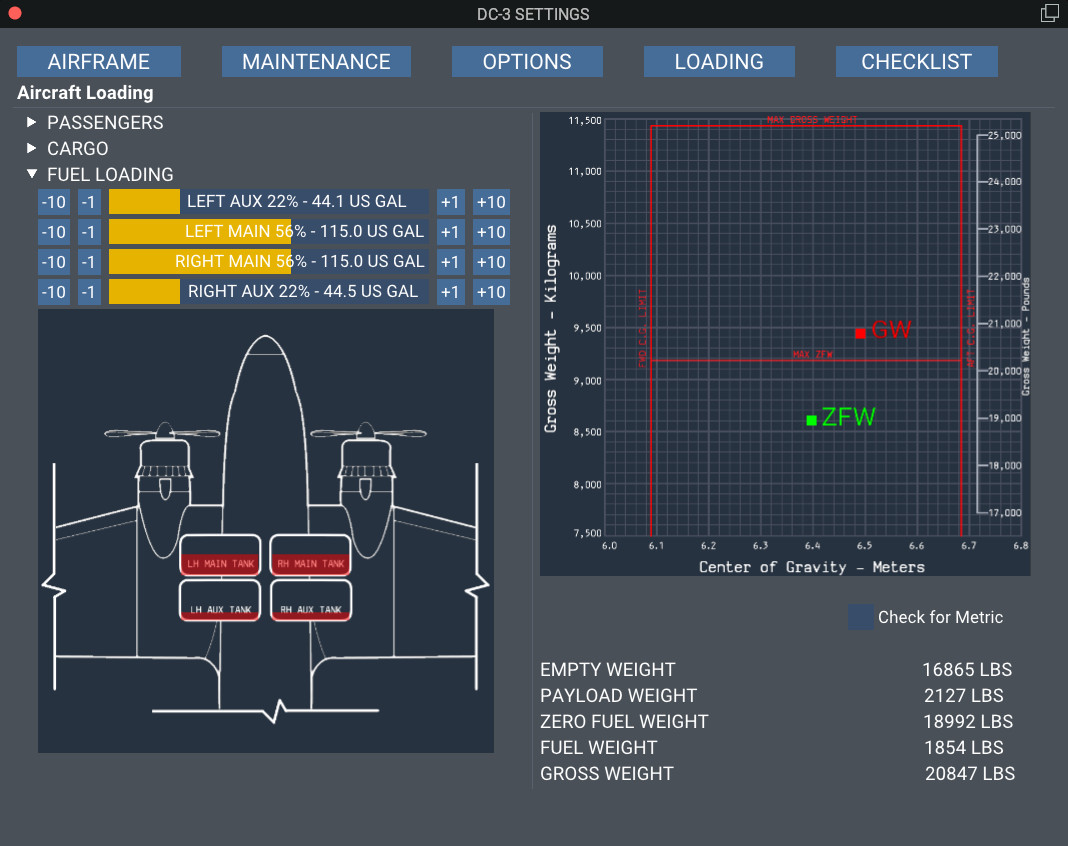 DC-3 SETTINGS
AIRFRAME
MAINTENANCE
OPTIONS
LOADING
CHECKLIST
Aircraft Loading
PASSENGERS
CARGO
FUEL LOADING
-10 -1 LEFT AUX 22% - 44.1 US GAL +1 +10
-10 -1 LEFT MAIN 56% - 115.0 US GAL +1 +10
-10 -1 RIGHT MAIN 56% - 115.0 US GAL +1 +10
-10 -1 RIGHT AUX 22% - 44.5 US GAL +1 +10
LH MAIN TANK
RH MAIN TANK
LH AUX TANK
RH AUX TANK
MAX GROSS WEIGHT
11,500
11,000
10,500
10,000
9,500
9,000
8,500
8,000
7,500
Gross Weight - Kilograms
FWD C.G. LIMIT
GW
MAX ZFW
ZFW
AFT C.G. LIMIT
25,000
24,000
23,000
22,000
21,000
20,000
19,000
18,000
17,000
Gross Weight - Pounds
6.0 6.1 6.2 6.3 6.4 6.5 6.6 6.7 6.8
Center of Gravity - Meters
Check for Metric
EMPTY WEIGHT 16865 LBS
PAYLOAD WEIGHT 2127 LBS
ZERO FUEL WEIGHT 18992 LBS
FUEL WEIGHT 1854 LBS
GROSS WEIGHT 20847 LBS